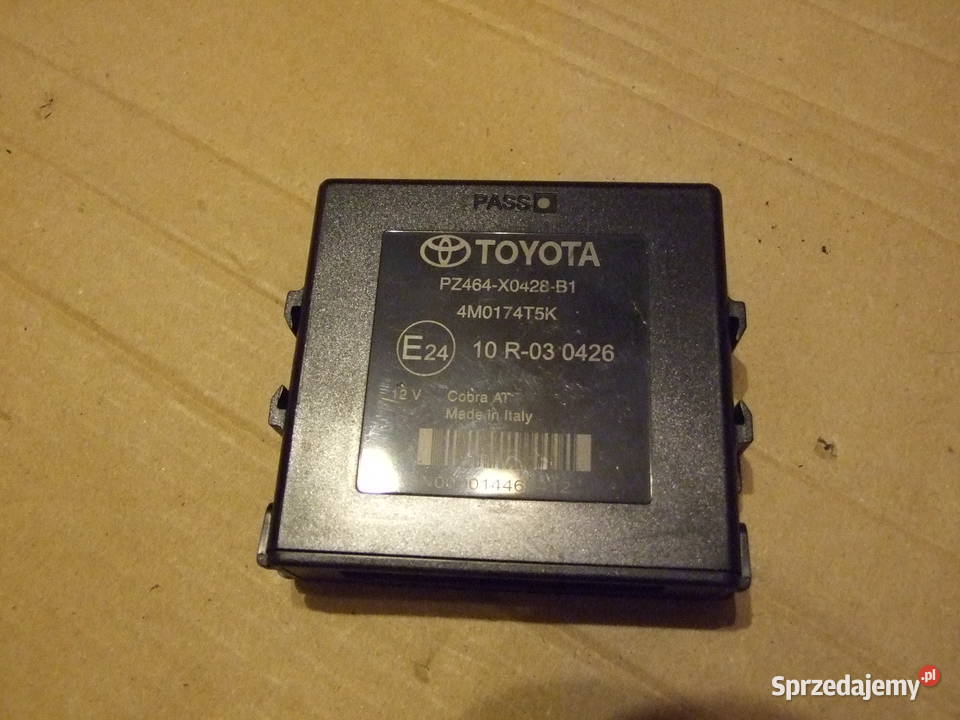 PASS
TOYOTA
PZ464-X0428-B1
4M0174T5K
E24 10 R-03 0426
12 V Cobra AT
Made in Italy
Sprzedajemy.pl